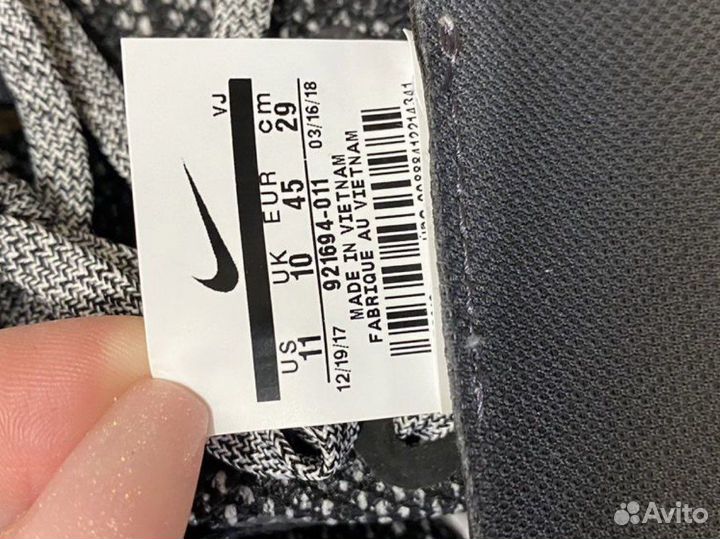 VJ
US UK EUR cm
11 10 45 29
921694-011
12/19/17 03/16/18
MADE IN VIETNAM
FABRIQUE AU VIETNAM
Avito